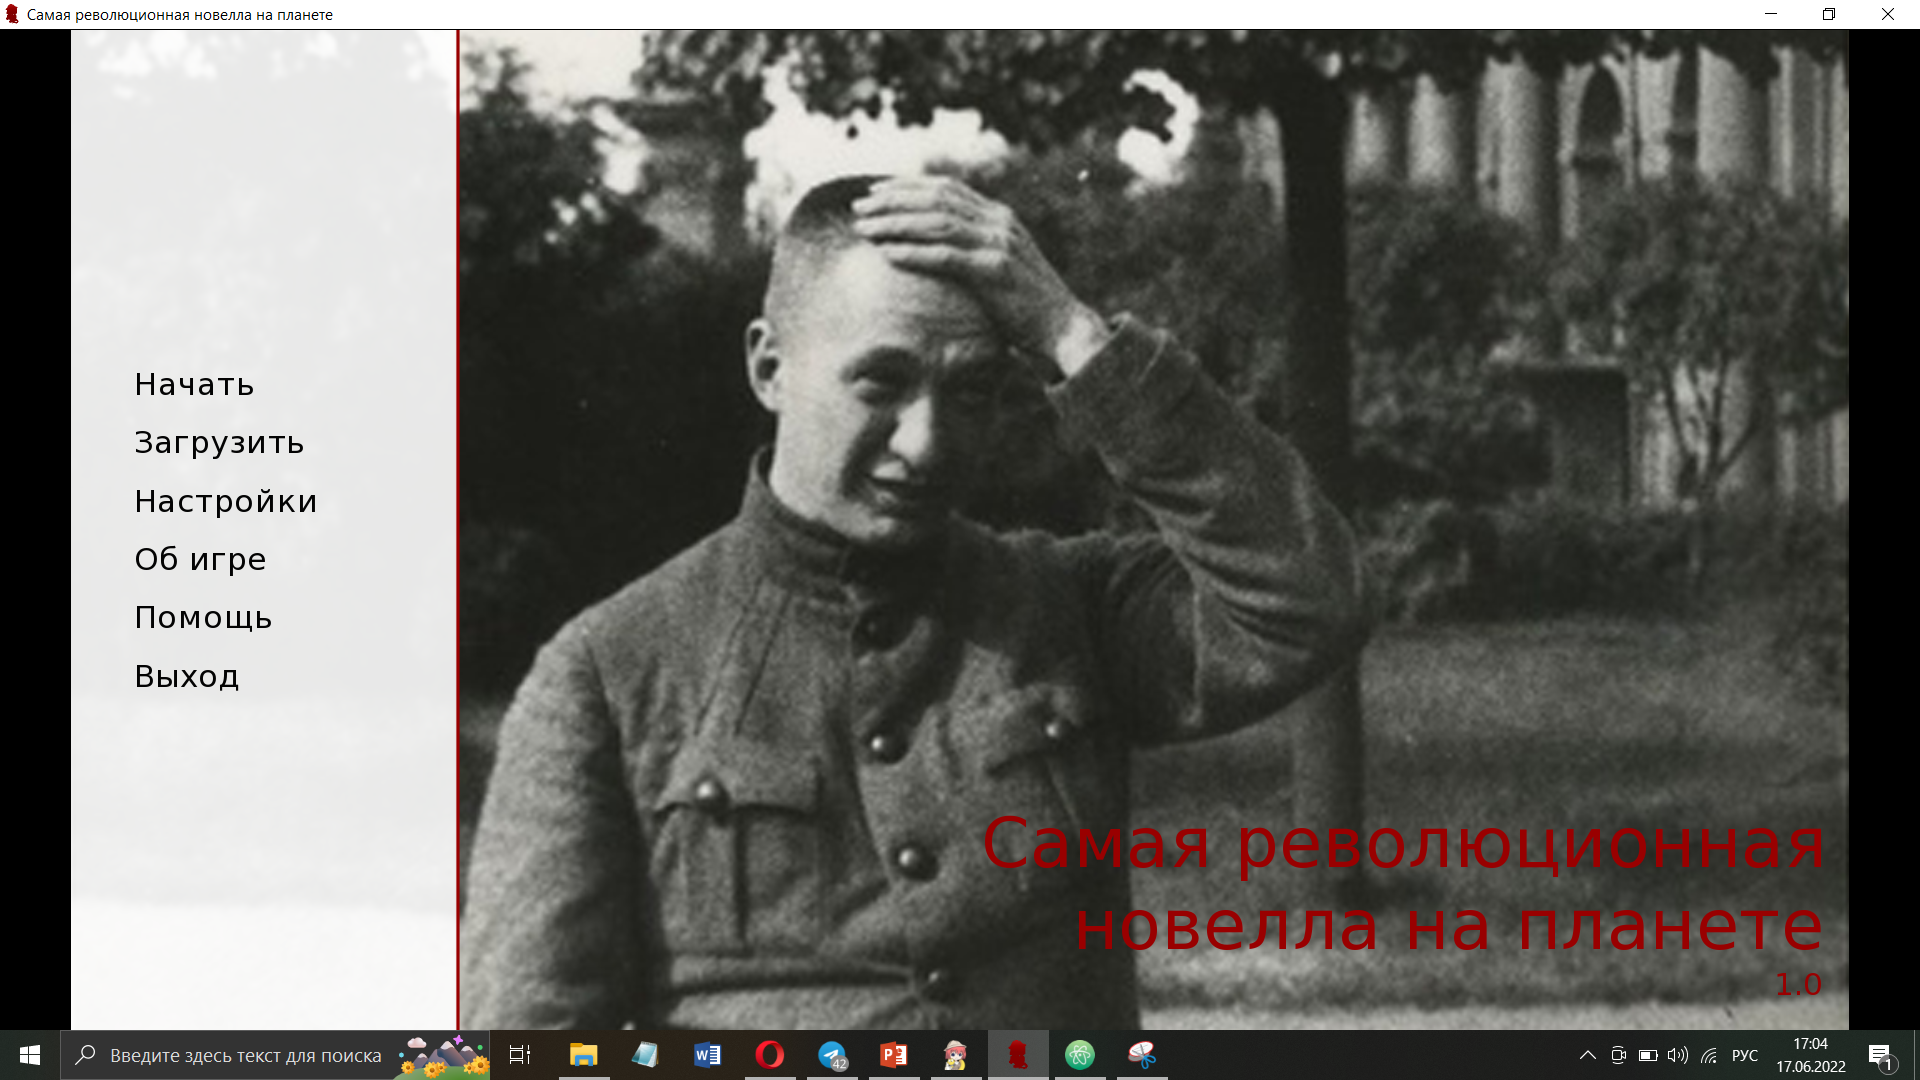 Самая революционная новелла на планете
Начать
Загрузить
Настройки
Об игре
Помощь
Выход
Самая революционная
новелла на планете
1.0
Введите здесь текст для поиска
42
РУС
17:04
17.06.2022
1